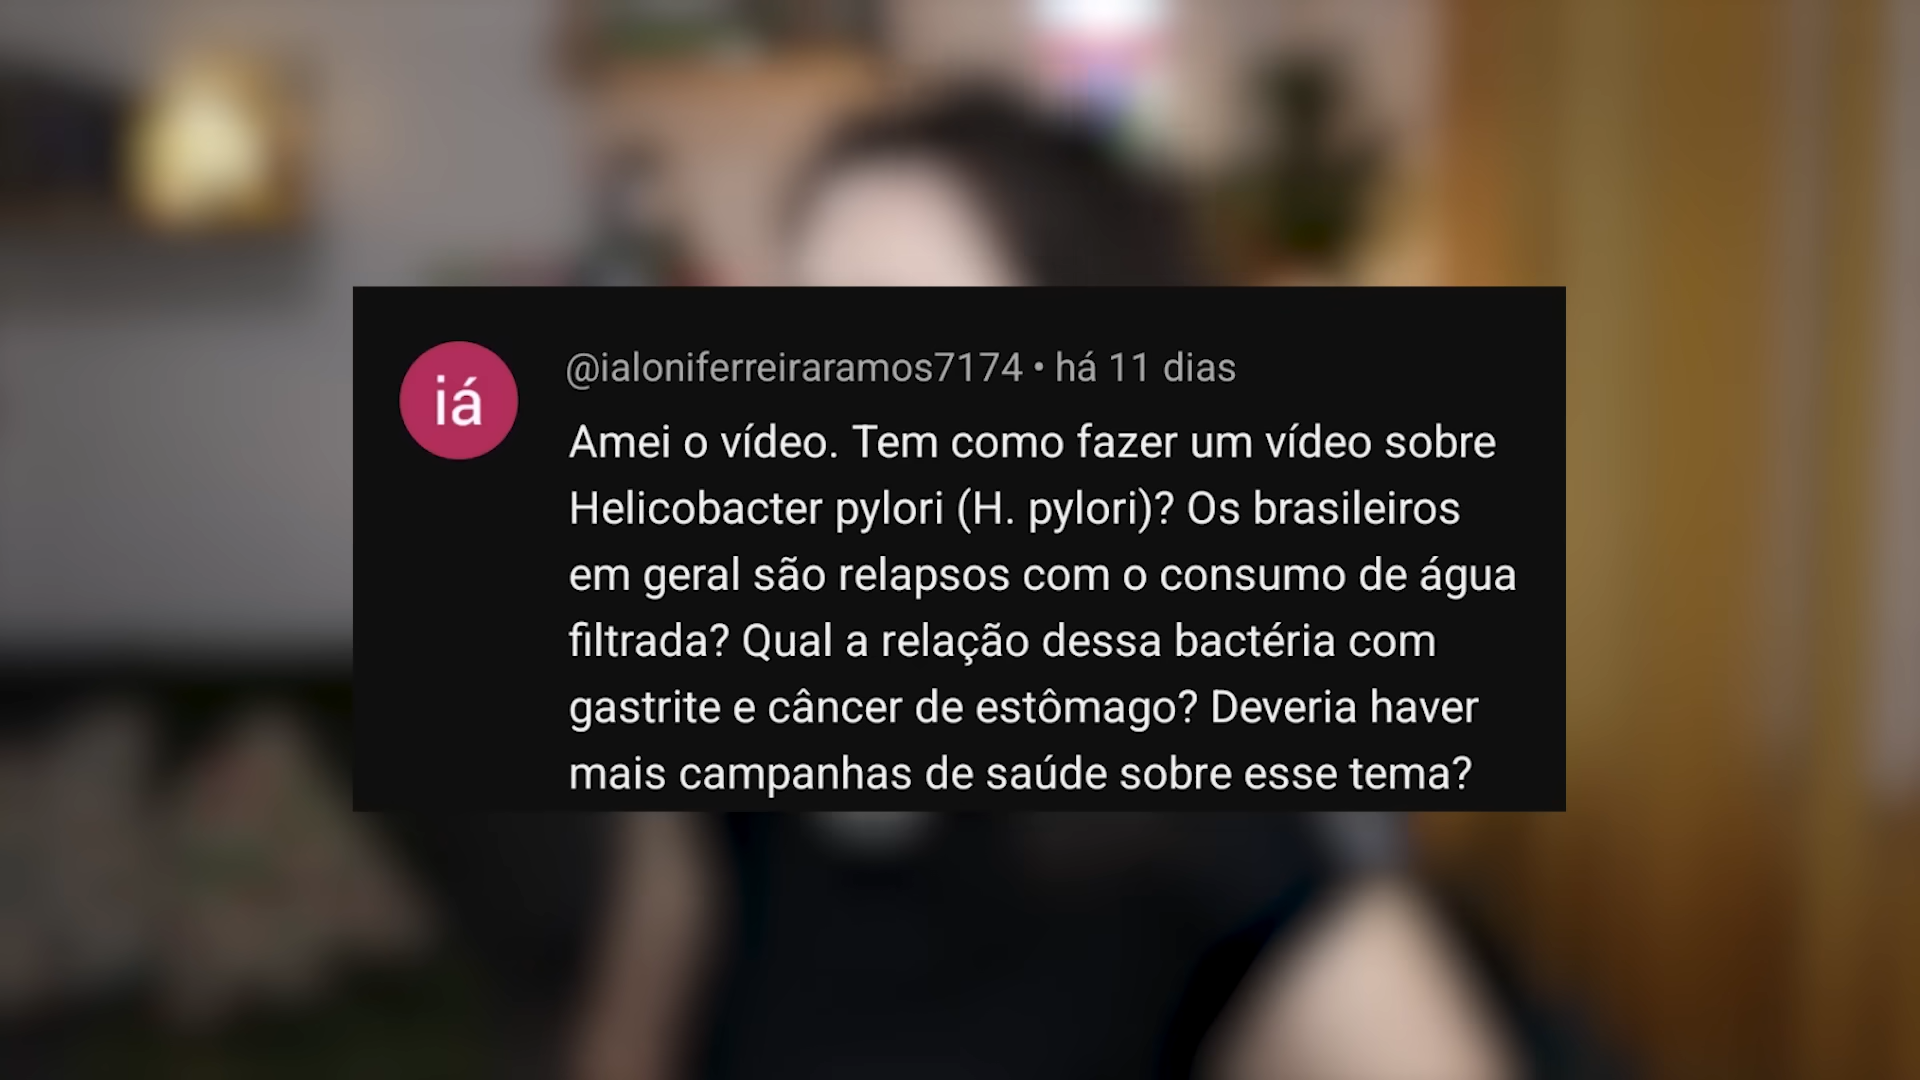 iá
@ialoniferreiraramos7174 • há 11 dias
Amei o vídeo. Tem como fazer um vídeo sobre
Helicobacter pylori (H. pylori)? Os brasileiros
em geral são relapsos com o consumo de água
filtrada? Qual a relação dessa bactéria com
gastrite e câncer de estômago? Deveria haver
mais campanhas de saúde sobre esse tema?